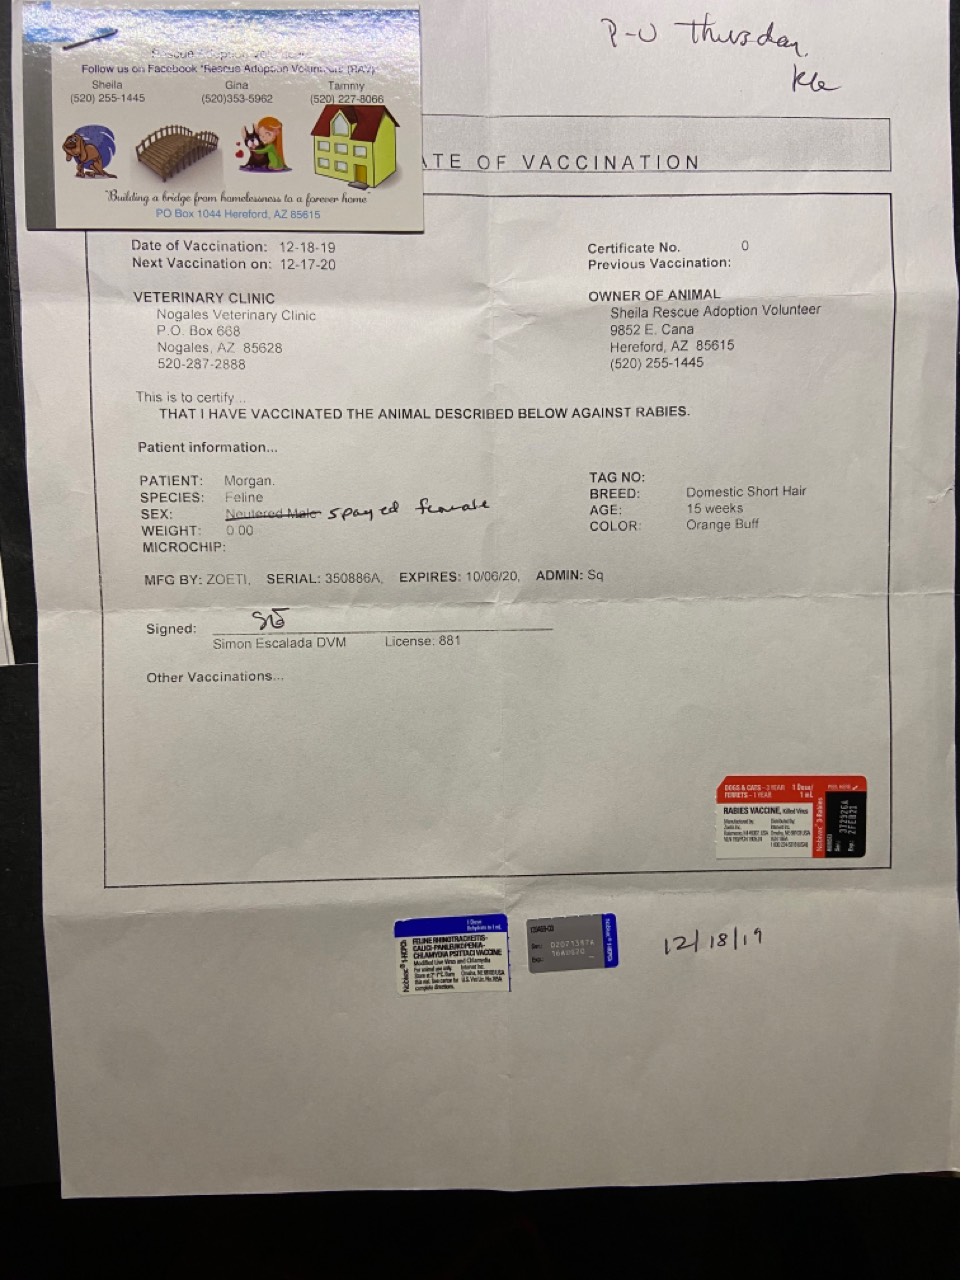 P-U Thursday
Follow us on Facebook "Rescue Adoption Volunteers (RAV)"
Sheila Gina Tammy
(520) 255-1445 (520)353-5962 (520) 227-8066
"Building a bridge from homelessness to a forever home"
PO Box 1044 Hereford, AZ 85615
ATE OF VACCINATION
Date of Vaccination: 12-18-19
Next Vaccination on: 12-17-20
Certificate No. 0
Previous Vaccination:
VETERINARY CLINIC
Nogales Veterinary Clinic
P.O. Box 668
Nogales, AZ 85628
520-287-2888
OWNER OF ANIMAL
Sheila Rescue Adoption Volunteer
9852 E. Cana
Hereford, AZ 85615
(520) 255-1445
This is to certify...
THAT I HAVE VACCINATED THE ANIMAL DESCRIBED BELOW AGAINST RABIES.
Patient information...
PATIENT: Morgan.
SPECIES: Feline
SEX: Neutered Male spayed female
WEIGHT: 0.00
MICROCHIP:
TAG NO:
BREED: Domestic Short Hair
AGE: 15 weeks
COLOR: Orange Buff
MFG BY: ZOETI, SERIAL: 350886A, EXPIRES: 10/06/20, ADMIN: Sq
Signed:
Simon Escalada DVM License: 881
Other Vaccinations...
DOGS & CATS - 3 YEAR 1 Dose/
FERRETS - 1 YEAR 1 mL
RABIES VACCINE, Killed Virus
Nobivac® 3-Rabies
1 Dose
FELINE RHINOTRACHEITIS-
CALICI-PANLEUKOPENIA-
CHLAMYDIA PSITTACI VACCINE
Modified Live Virus and Chlamydia
Nobivac® 1-HCPCh
12/18/19